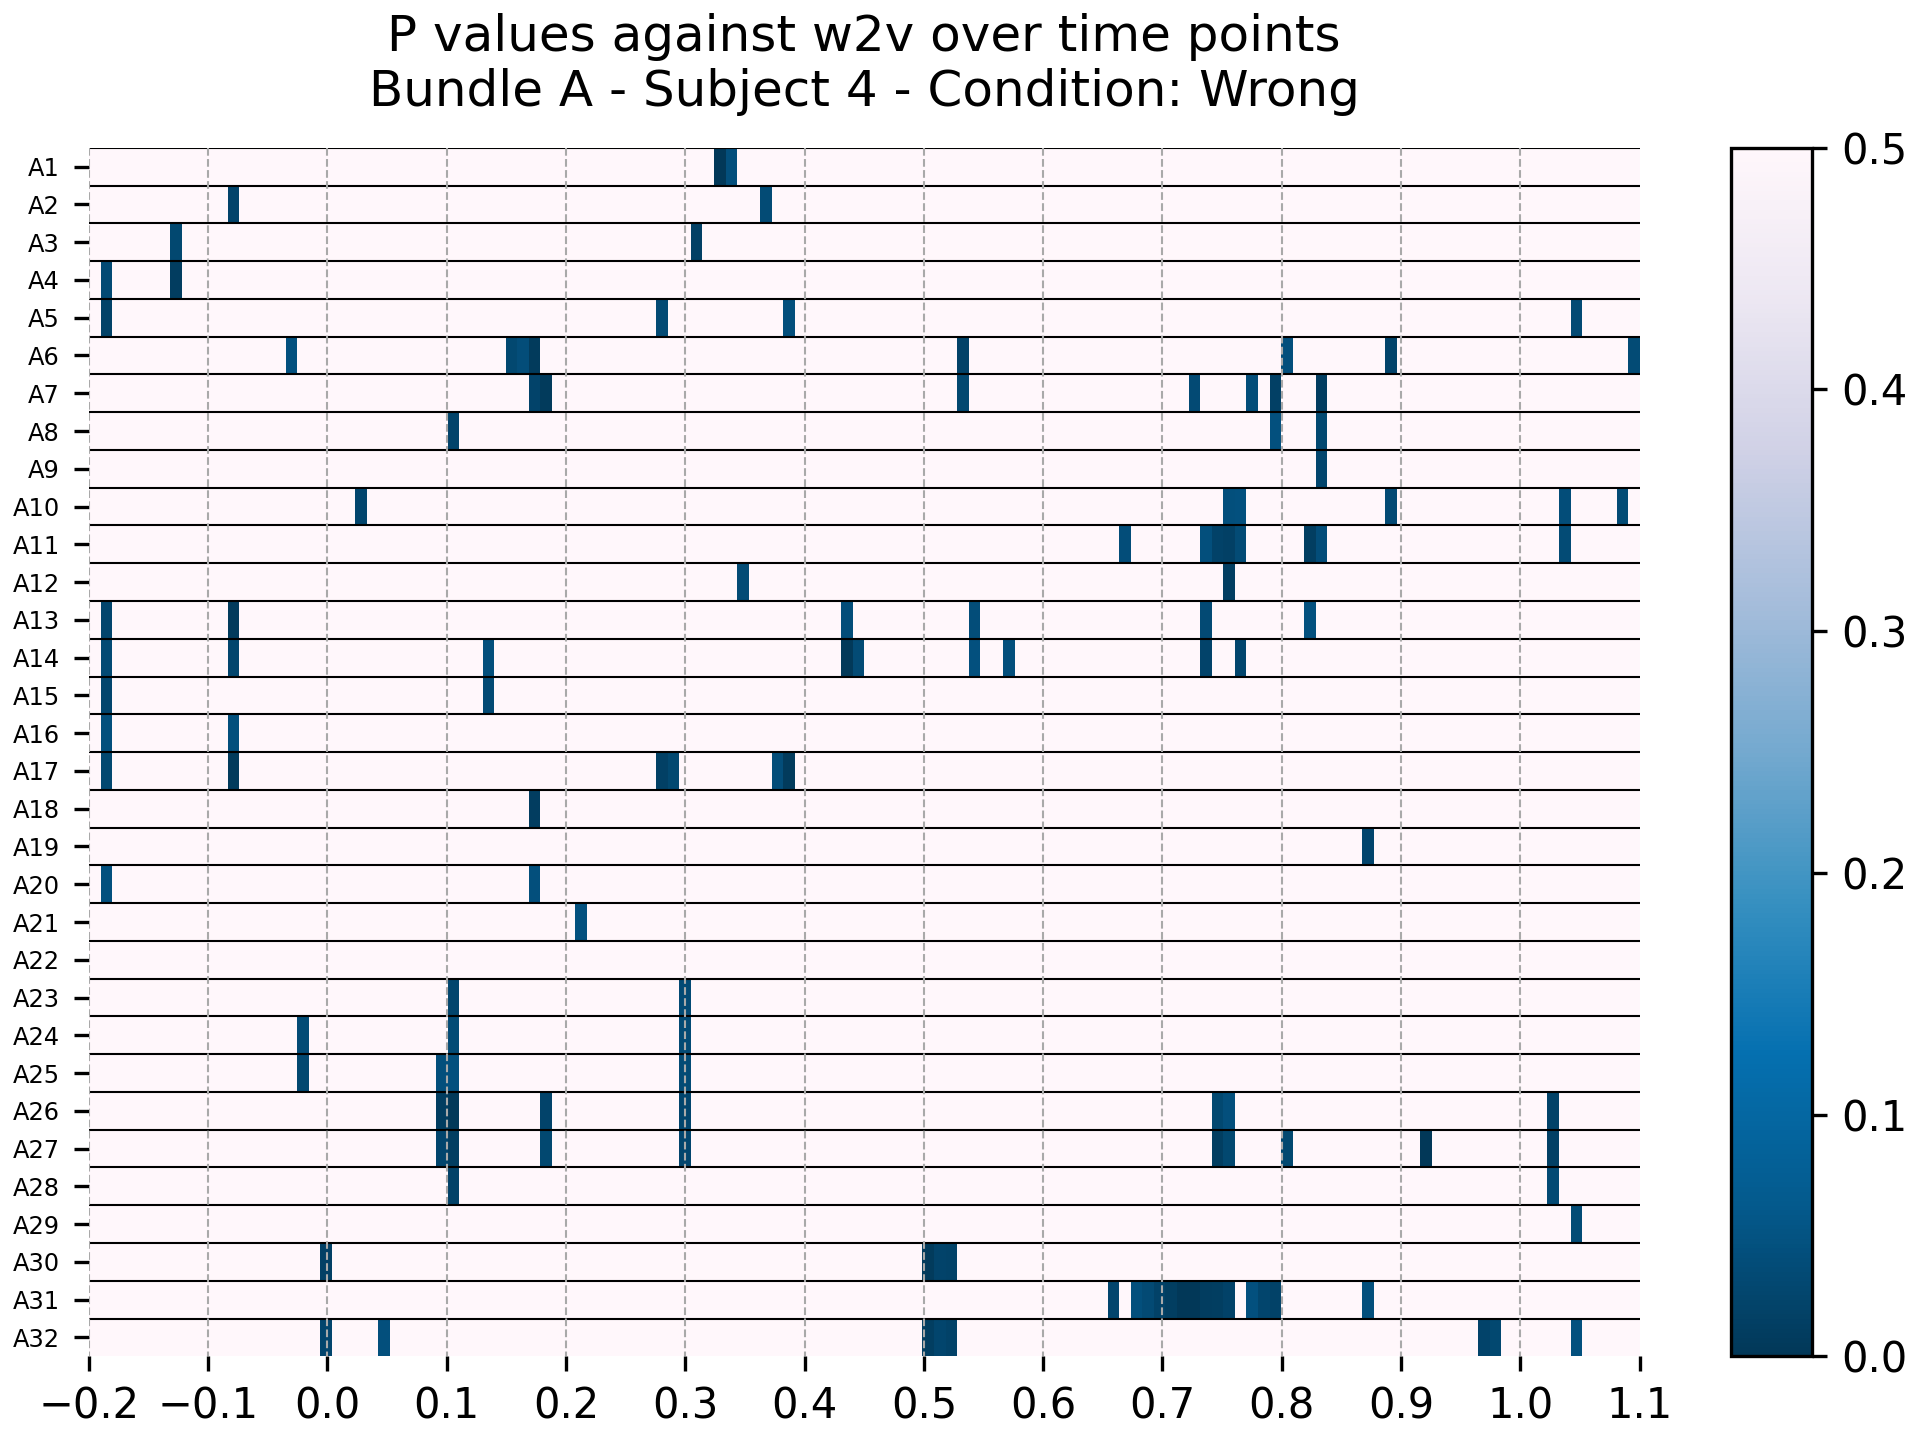 P values against w2v over time points
Bundle A - Subject 4 - Condition: Wrong
A1
A2
A3
A4
A5
A6
A7
A8
A9
A10
A11
A12
A13
A14
A15
A16
A17
A18
A19
A20
A21
A22
A23
A24
A25
A26
A27
A28
A29
A30
A31
A32
−0.2 −0.1 0.0 0.1 0.2 0.3 0.4 0.5 0.6 0.7 0.8 0.9 1.0 1.1
0.5
0.4
0.3
0.2
0.1
0.0